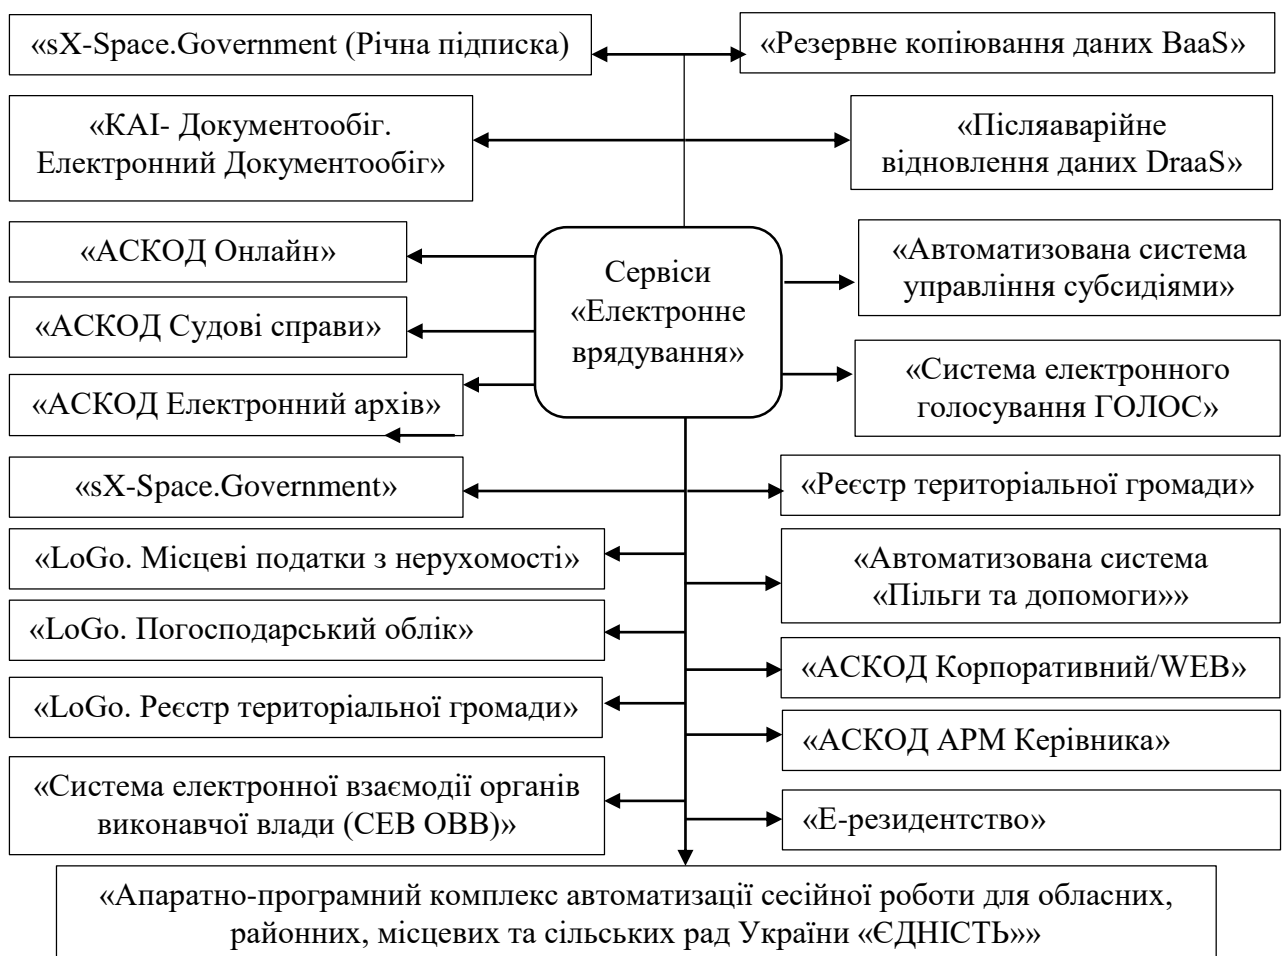 «sX-Space.Government (Річна підписка)
«Резервне копіювання даних BaaS»
«КАІ- Документообіг.
Електронний Документообіг»
«Післяаварійне
відновлення даних DraaS»
«АСКОД Онлайн»
«АСКОД Судові справи»
«АСКОД Електронний архів»
Сервіси
«Електронне
врядування»
«Автоматизована система
управління субсидіями»
«Система електронного
голосування ГОЛОС»
«sX-Space.Government»
«Реєстр територіальної громади»
«LoGo. Місцеві податки з нерухомості»
«Автоматизована система
«Пільги та допомоги»»
«LoGo. Погосподарський облік»
«АСКОД Корпоративний/WEB»
«LoGo. Реєстр територіальної громади»
«АСКОД АРМ Керівника»
«Система електронної взаємодії органів
виконавчої влади (СЕВ ОВВ)»
«Е-резидентство»
«Апаратно-програмний комплекс автоматизації сесійної роботи для обласних,
районних, місцевих та сільських рад України «ЄДНІСТЬ»»